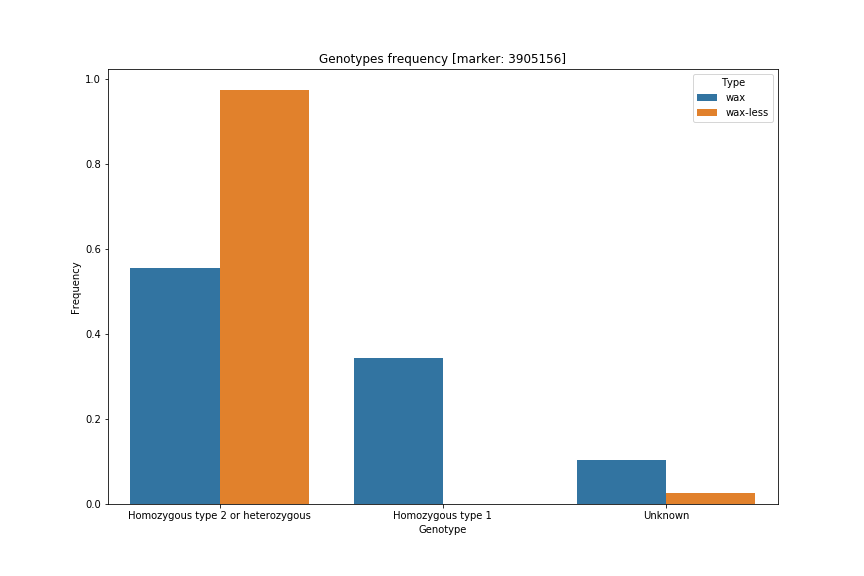 Genotypes frequency [marker: 3905156]
Type
wax
wax-less
1.0
0.8
0.6
0.4
0.2
0.0
Frequency
Homozygous type 2 or heterozygous
Homozygous type 1
Unknown
Genotype